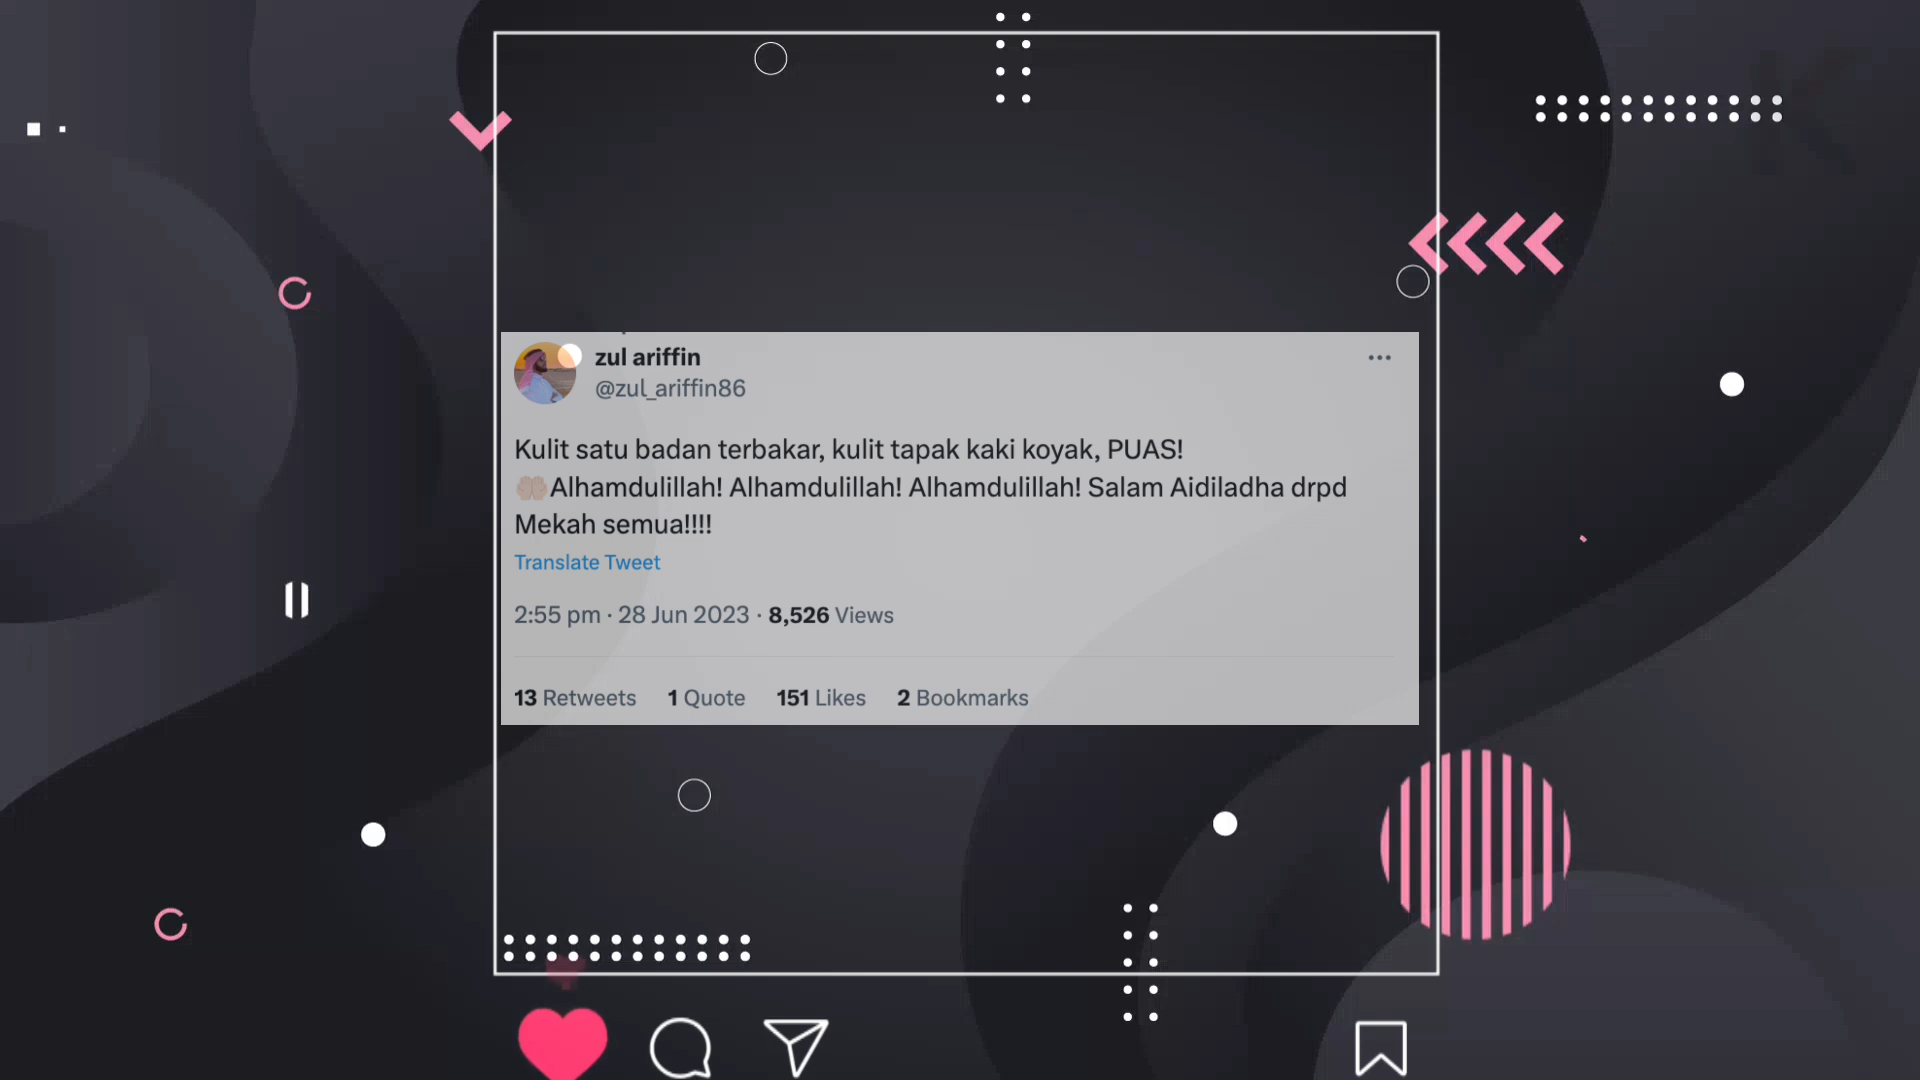 zul ariffin
@zul_ariffin86
Kulit satu badan terbakar, kulit tapak kaki koyak, PUAS!
🤲🏼Alhamdulillah! Alhamdulillah! Alhamdulillah! Salam Aidiladha drpd
Mekah semua!!!!
Translate Tweet
2:55 pm · 28 Jun 2023 · 8,526 Views
13 Retweets 1 Quote 151 Likes 2 Bookmarks